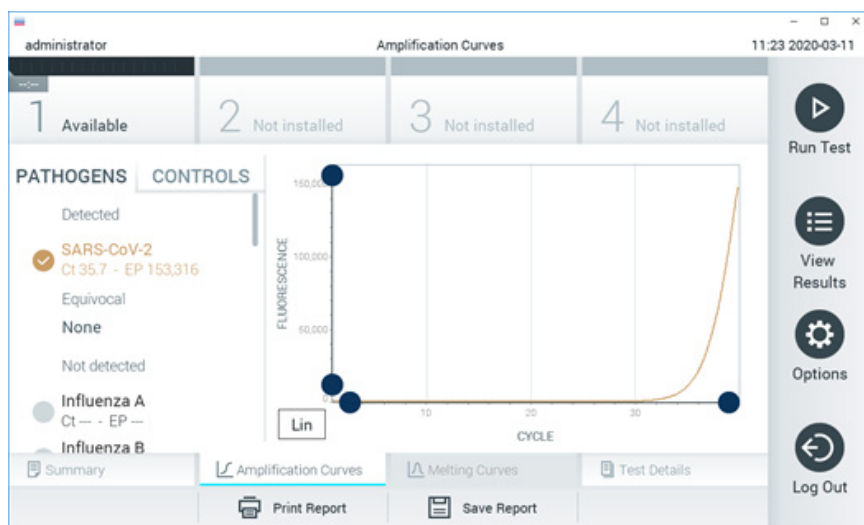 administrator
Amplification Curves
11:23 2020-03-11
--:--
1 Available
2 Not installed
3 Not installed
4 Not installed
Run Test
PATHOGENS
CONTROLS
Detected
SARS-CoV-2
Ct 35.7 - EP 153,316
Equivocal
None
Not detected
Influenza A
Ct --- - EP ---
Influenza B
150,000
100,000
50,000
0
FLUORESCENCE
10
20
30
CYCLE
Lin
View
Results
Options
Log Out
Summary
Amplification Curves
Melting Curves
Test Details
Print Report
Save Report